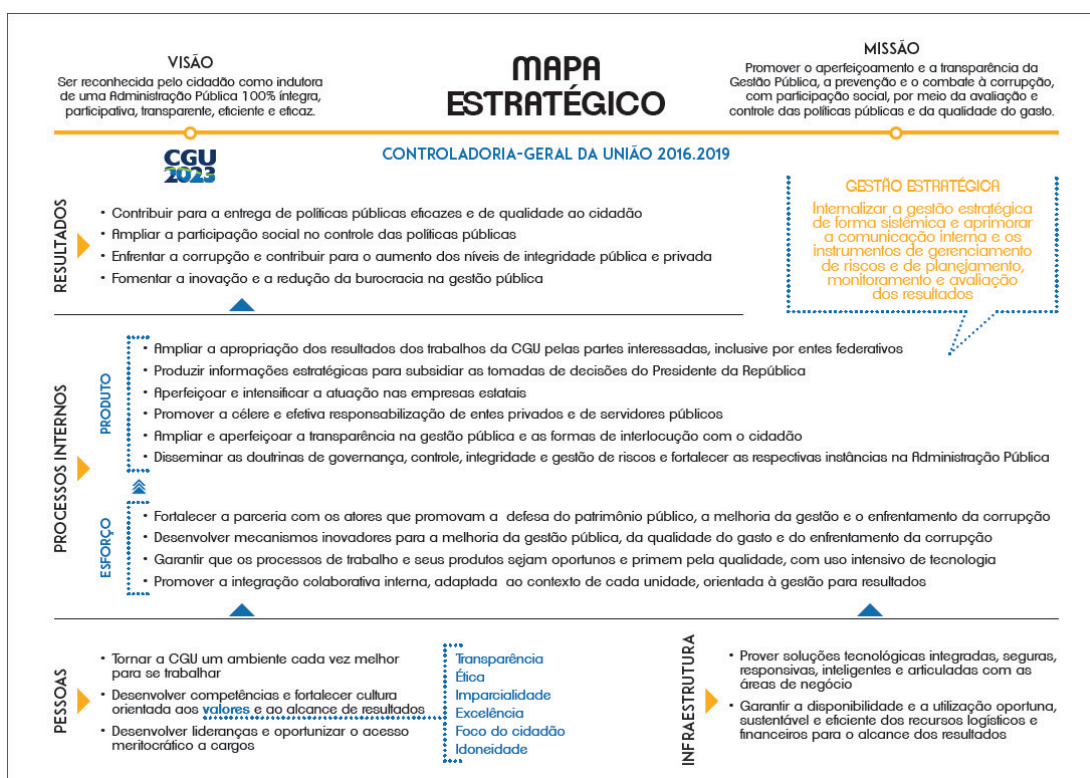 VISÃO
Ser reconhecida pelo cidadão como indutora
de uma Administração Pública 100% íntegra,
participativa, transparente, eficiente e eficaz.
MAPA
ESTRATÉGICO
MISSÃO
Promover o aperfeiçoamento e a transparência da
Gestão Pública, a prevenção e o combate à corrupção,
com participação social, por meio da avaliação e
controle das políticas públicas e da qualidade do gasto.
CGU
2023
CONTROLADORIA-GERAL DA UNIÃO 2016.2019
GESTÃO ESTRATÉGICA
Internalizar a gestão estratégica
de forma sistêmica e aprimorar
a comunicação interna e os
instrumentos de gerenciamento
de riscos e de planejamento,
monitoramento e avaliação
dos resultados
RESULTADOS
• Contribuir para a entrega de políticas públicas eficazes e de qualidade ao cidadão
• Ampliar a participação social no controle das políticas públicas
• Enfrentar a corrupção e contribuir para o aumento dos níveis de integridade pública e privada
• Fomentar a inovação e a redução da burocracia na gestão pública
PROCESSOS INTERNOS
PRODUTO
• Ampliar a apropriação dos resultados dos trabalhos da CGU pelas partes interessadas, inclusive por entes federativos
• Produzir informações estratégicas para subsidiar as tomadas de decisões do Presidente da República
• Aperfeiçoar e intensificar a atuação nas empresas estatais
• Promover a célere e efetiva responsabilização de entes privados e de servidores públicos
• Ampliar e aperfeiçoar a transparência na gestão pública e as formas de interlocução com o cidadão
• Disseminar as doutrinas de governança, controle, integridade e gestão de riscos e fortalecer as respectivas instâncias na Administração Pública
ESFORÇO
• Fortalecer a parceria com os atores que promovam a defesa do patrimônio público, a melhoria da gestão e o enfrentamento da corrupção
• Desenvolver mecanismos inovadores para a melhoria da gestão pública, da qualidade do gasto e do enfrentamento da corrupção
• Garantir que os processos de trabalho e seus produtos sejam oportunos e primem pela qualidade, com uso intensivo de tecnologia
• Promover a integração colaborativa interna, adaptada ao contexto de cada unidade, orientada à gestão para resultados
PESSOAS
• Tornar a CGU um ambiente cada vez melhor
para se trabalhar
• Desenvolver competências e fortalecer cultura
orientada aos valores e ao alcance de resultados
• Desenvolver lideranças e oportunizar o acesso
meritocrático a cargos
Transparência
Ética
Imparcialidade
Excelência
Foco do cidadão
Idoneidade
INFRAESTRUTURA
• Prover soluções tecnológicas integradas, seguras,
responsivas, inteligentes e articuladas com as
áreas de negócio
• Garantir a disponibilidade e a utilização oportuna,
sustentável e eficiente dos recursos logísticos e
financeiros para o alcance dos resultados